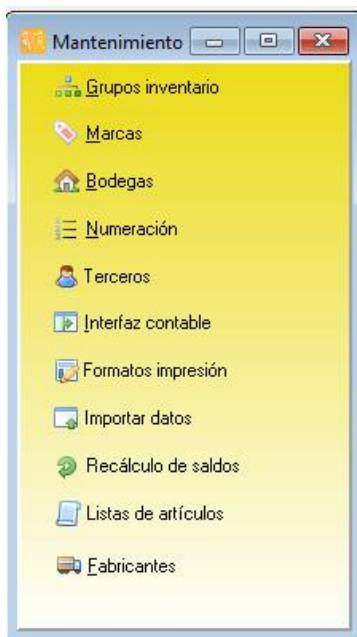 Mantenimiento
Grupos inventario
Marcas
Bodegas
Numeración
Terceros
Interfaz contable
Formatos impresión
Importar datos
Recálculo de saldos
Listas de artículos
Fabricantes